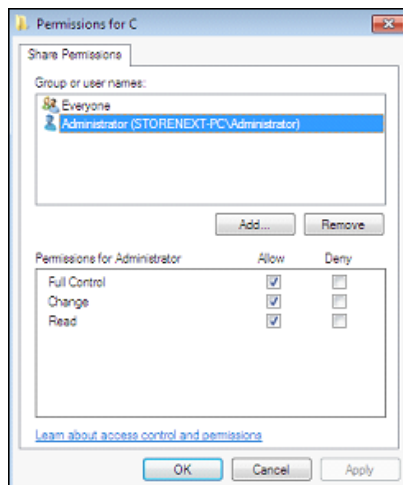 Permissions for C
Share Permissions
Group or user names:
Everyone
Administrator (STORENEXT-PC\Administrator)
Add... Remove
Permissions for Administrator Allow Deny
Full Control
Change
Read
Learn about access control and permissions
OK Cancel Apply